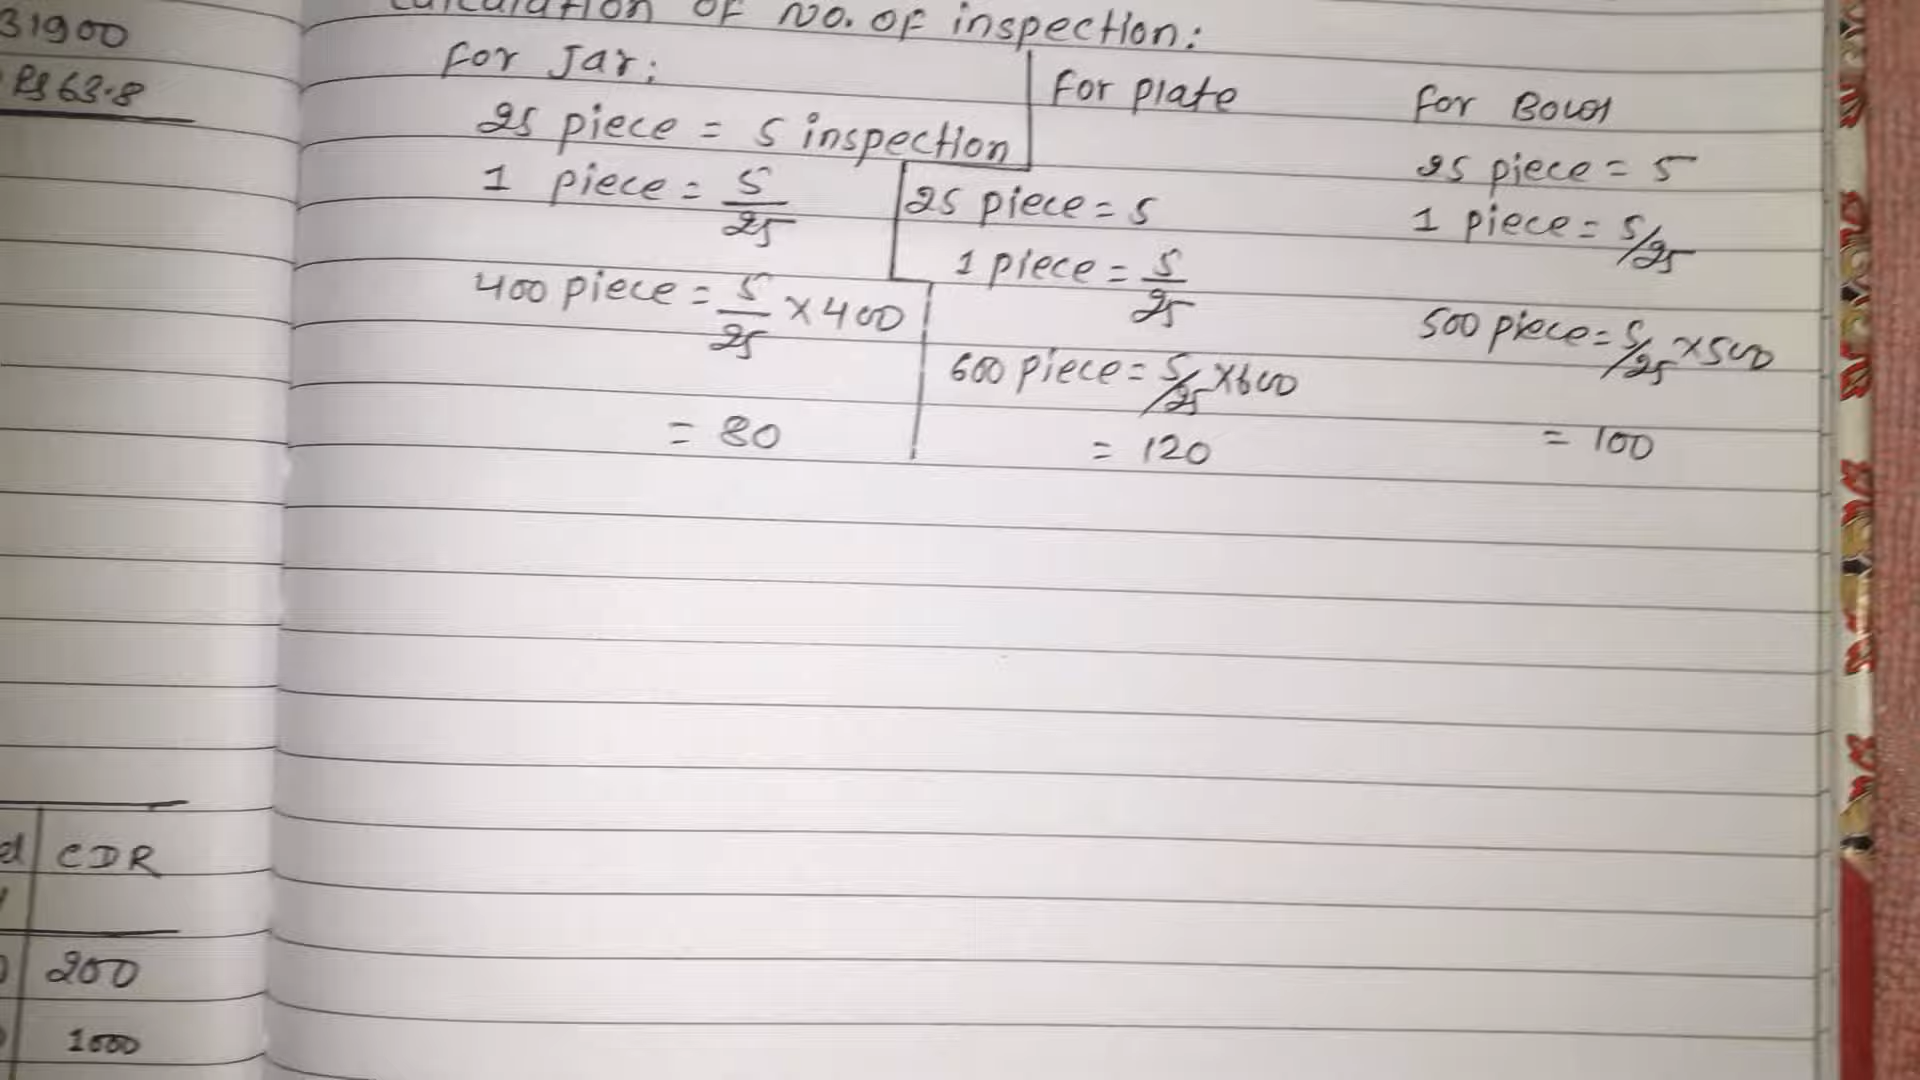 31900
Rs 63.8
CDR
200
1000
Calculation of No. of inspection:
For Jar:
25 piece = 5 inspection
1 piece = 5/25
400 piece = 5/25 × 400
= 80
For plate
25 piece = 5
1 piece = 5/25
600 piece = 5/25 × 600
= 120
For Bowl
25 piece = 5
1 piece = 5/25
500 piece = 5/25 × 500
= 100